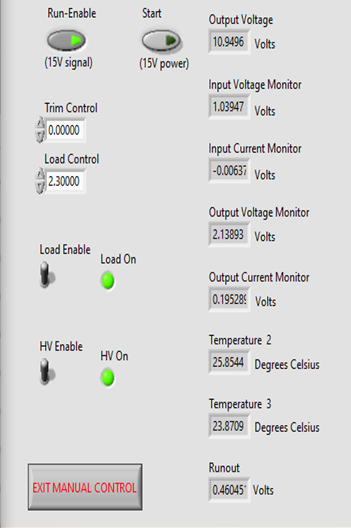 Run-Enable
(15V signal)
Start
(15V power)
Trim Control
0.00000
Load Control
2.30000
Load Enable
Load On
HV Enable
HV On
EXIT MANUAL CONTROL
Output Voltage
10.9496 Volts
Input Voltage Monitor
1.03947 Volts
Input Current Monitor
-0.00637 Volts
Output Voltage Monitor
2.13893 Volts
Output Current Monitor
0.195289 Volts
Temperature 2
25.8544 Degrees Celsius
Temperature 3
23.8709 Degrees Celsius
Runout
0.46045 Volts